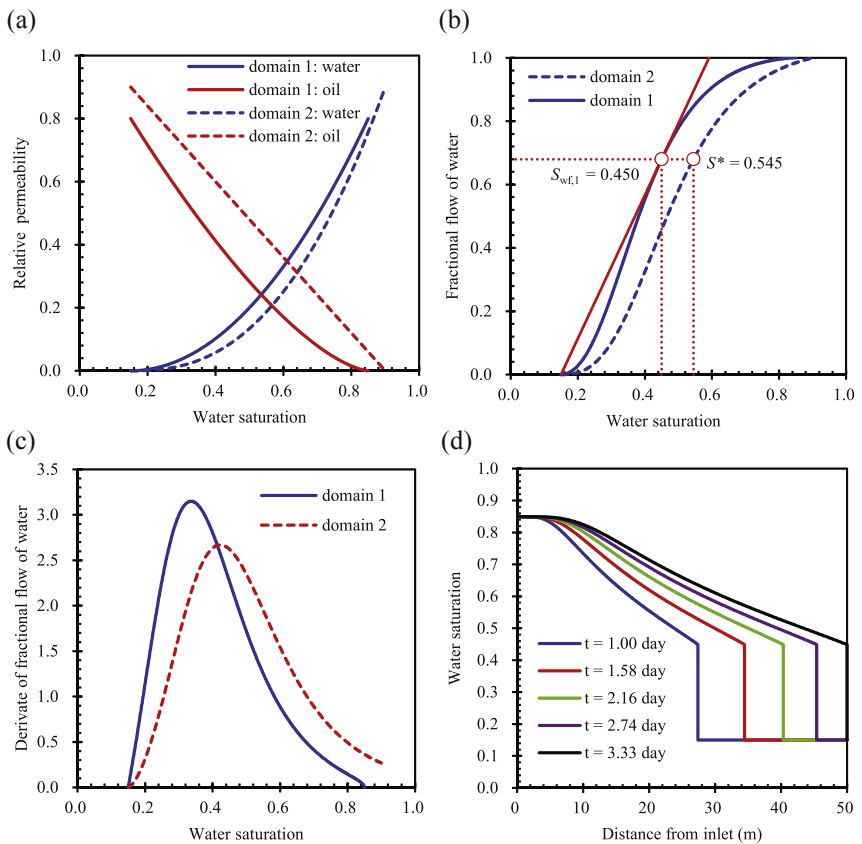 (a)
1.0
0.8
0.6
0.4
0.2
0.0
0.0 0.2 0.4 0.6 0.8 1.0
Relative permeability
Water saturation
domain 1: water
domain 1: oil
domain 2: water
domain 2: oil
(b)
1.0
0.8
0.6
0.4
0.2
0.0
0.0 0.2 0.4 0.6 0.8 1.0
Fractional flow of water
Water saturation
domain 2
domain 1
Swf,1 = 0.450
S* = 0.545
(c)
3.5
3.0
2.5
2.0
1.5
1.0
0.5
0.0
0.0 0.2 0.4 0.6 0.8 1.0
Derivate of fractional flow of water
Water saturation
domain 1
domain 2
(d)
1.0
0.9
0.8
0.7
0.6
0.5
0.4
0.3
0.2
0.1
0.0
0 10 20 30 40 50
Water saturation
Distance from inlet (m)
t = 1.00 day
t = 1.58 day
t = 2.16 day
t = 2.74 day
t = 3.33 day